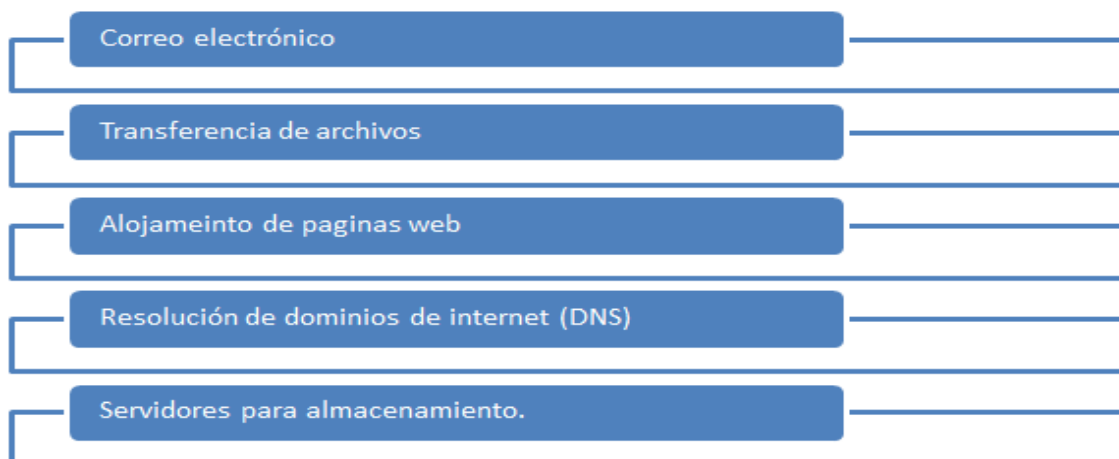 Correo electrónico
Transferencia de archivos
Alojameinto de paginas web
Resolución de dominios de internet (DNS)
Servidores para almacenamiento.